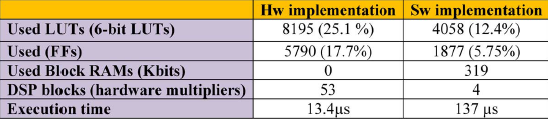 Hw implementation Sw implementation
Used LUTs (6-bit LUTs) 8195 (25.1 %) 4058 (12.4%)
Used (FFs) 5790 (17.7%) 1877 (5.75%)
Used Block RAMs (Kbits) 0 319
DSP blocks (hardware multipliers) 53 4
Execution time 13.4µs 137 µs